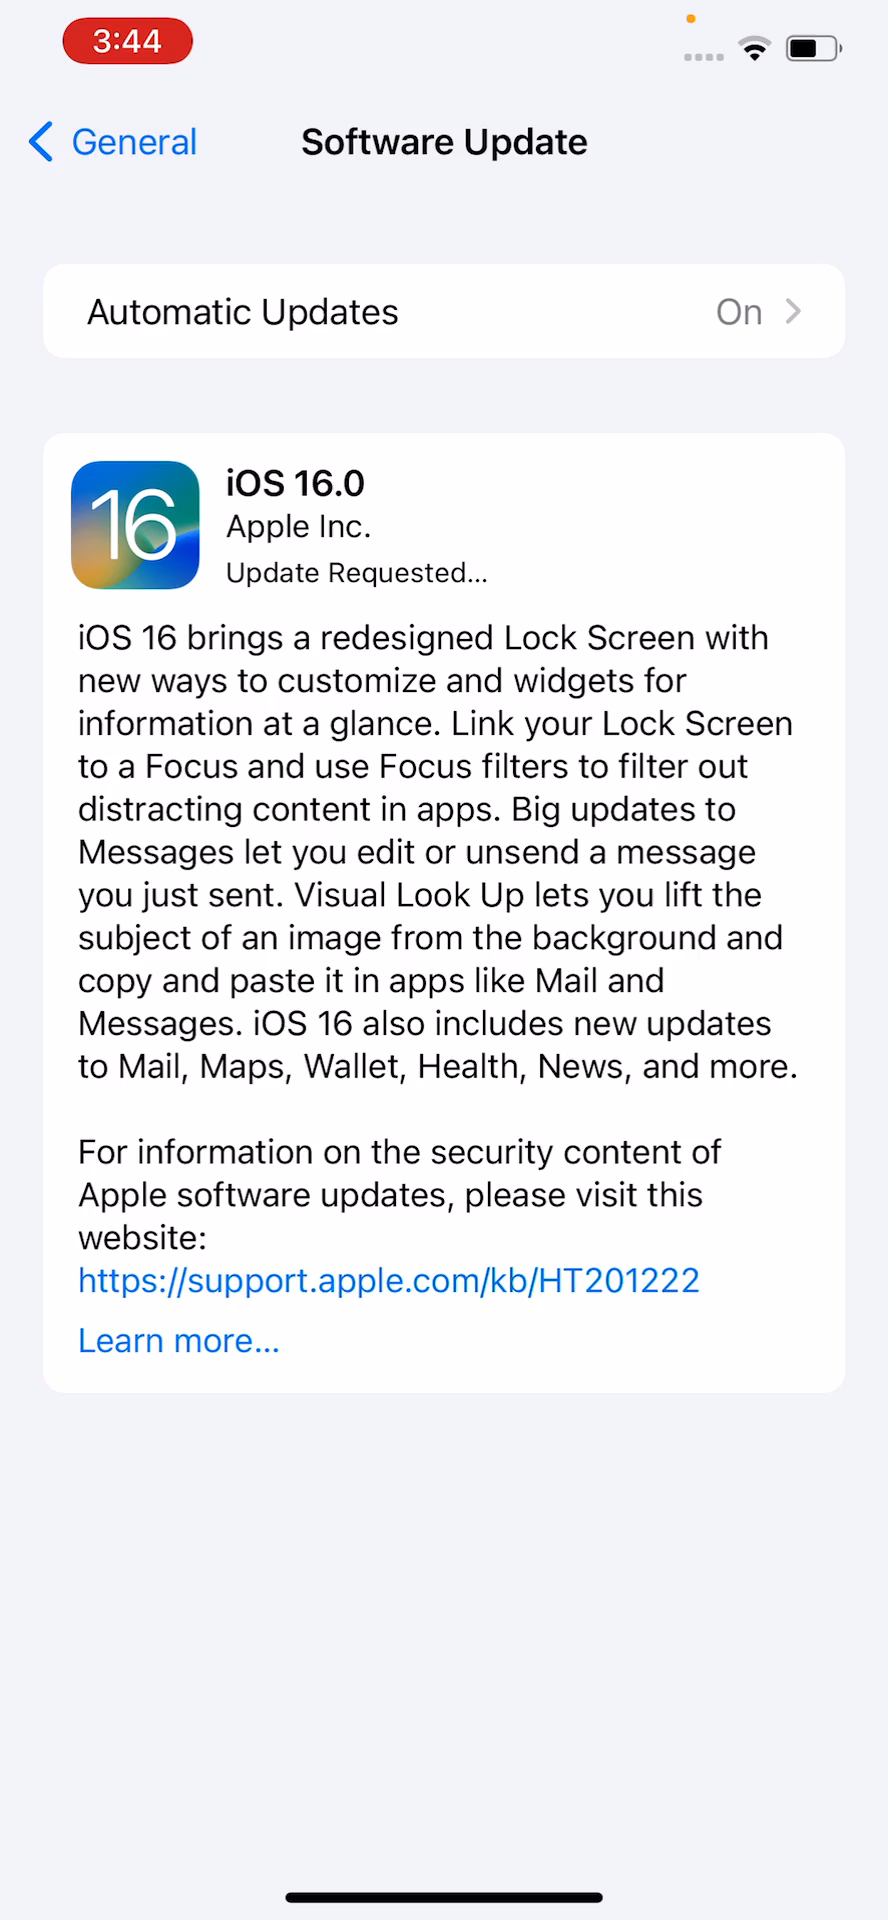 3:44
General
Software Update
Automatic Updates
On
16
iOS 16.0
Apple Inc.
Update Requested...
iOS 16 brings a redesigned Lock Screen with
new ways to customize and widgets for
information at a glance. Link your Lock Screen
to a Focus and use Focus filters to filter out
distracting content in apps. Big updates to
Messages let you edit or unsend a message
you just sent. Visual Look Up lets you lift the
subject of an image from the background and
copy and paste it in apps like Mail and
Messages. iOS 16 also includes new updates
to Mail, Maps, Wallet, Health, News, and more.
For information on the security content of
Apple software updates, please visit this
website:
https://support.apple.com/kb/HT201222
Learn more...